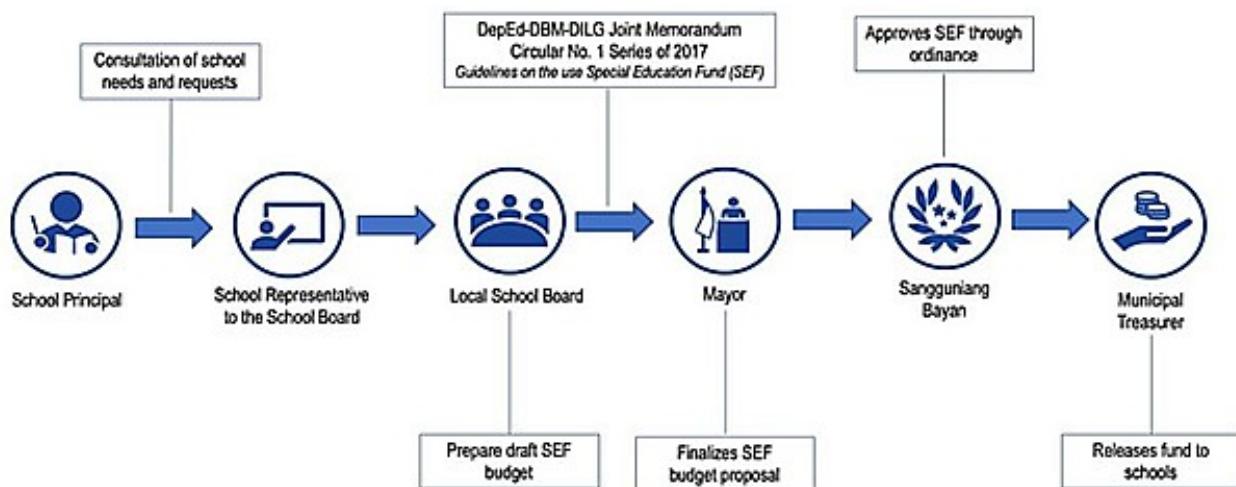 Consultation of school
needs and requests
DepEd-DBM-DILG Joint Memorandum
Circular No. 1 Series of 2017
Guidelines on the use Special Education Fund (SEF)
Approves SEF through
ordinance
School Principal
School Representative
to the School Board
Local School Board
Mayor
Sangguniang
Bayan
Municipal
Treasurer
Prepare draft SEF
budget
Finalizes SEF
budget proposal
Releases fund to
schools